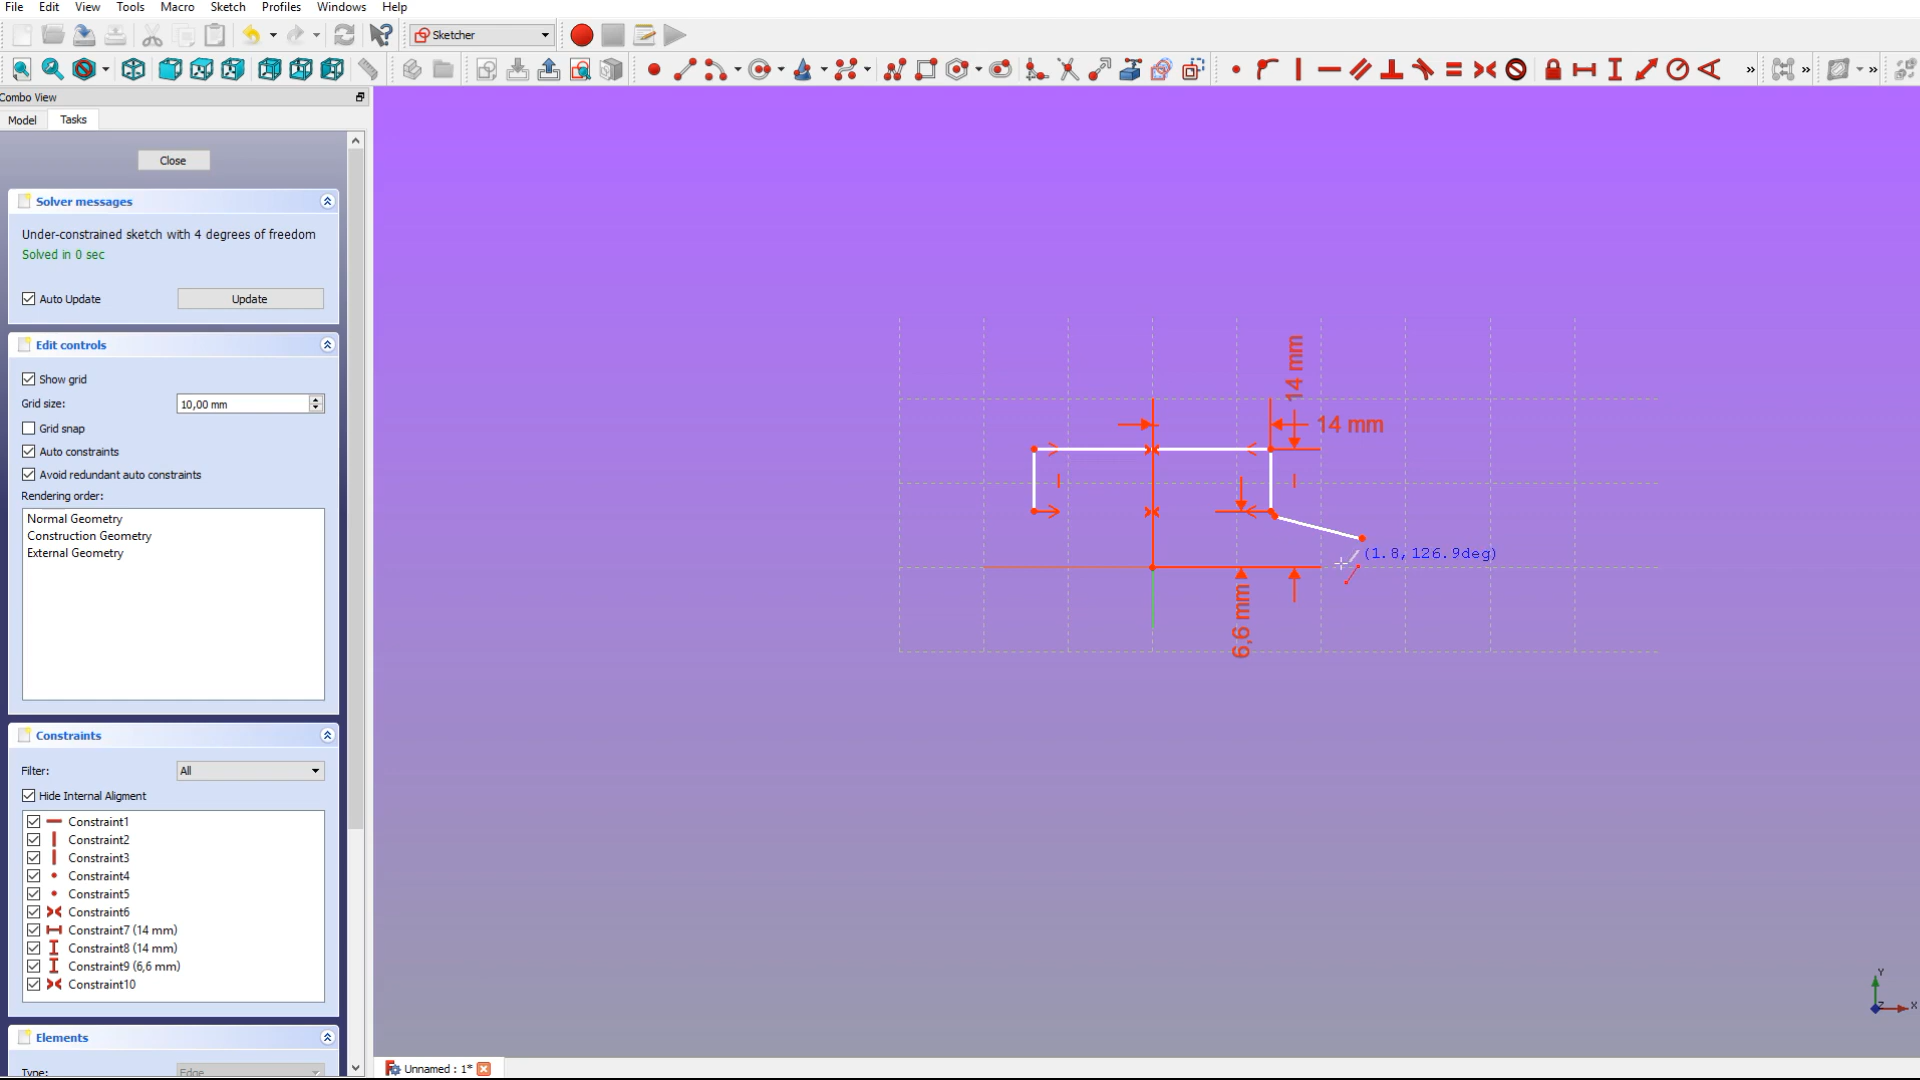 File Edit View Tools Macro Sketch Profiles Windows Help
Sketcher
Combo View
Model Tasks
Close
Solver messages
Under-constrained sketch with 4 degrees of freedom
Solved in 0 sec
Auto Update Update
Edit controls
Show grid
Grid size: 10,00 mm
Grid snap
Auto constraints
Avoid redundant auto constraints
Rendering order:
Normal Geometry
Construction Geometry
External Geometry
Constraints
Filter: All
Hide Internal Aligment
Constraint1
Constraint2
Constraint3
Constraint4
Constraint5
Constraint6
Constraint7 (14 mm)
Constraint8 (14 mm)
Constraint9 (6,6 mm)
Constraint10
Elements
Type: Edge
14 mm
14 mm
(1.8,126.9deg)
6,6 mm
Y
Z
X
Unnamed : 1*